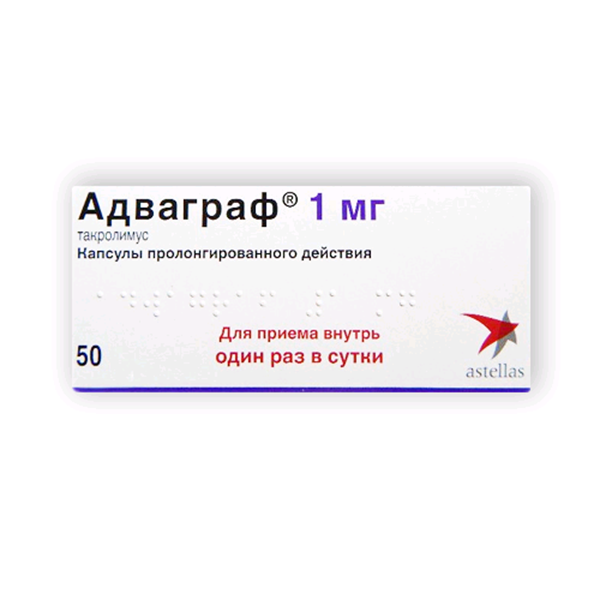 Адваграф® 1 мг
такролимус
Капсулы пролонгированного действия
Для приема внутрь
один раз в сутки
50
astellas